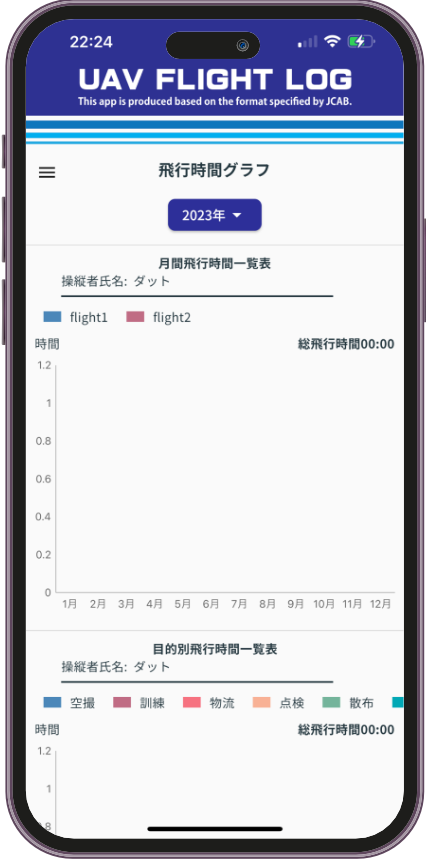 22:24
UAV FLIGHT LOG
This app is produced based on the format specified by JCAB.
飛行時間グラフ
2023年
月間飛行時間一覧表
操縦者氏名: ダット
flight1 flight2
時間 総飛行時間00:00
1.2
1
0.8
0.6
0.4
0.2
0
1月 2月 3月 4月 5月 6月 7月 8月 9月 10月 11月 12月
目的別飛行時間一覧表
操縦者氏名: ダット
空撮 訓練 物流 点検 散布
時間 総飛行時間00:00
1.2
1
0.8